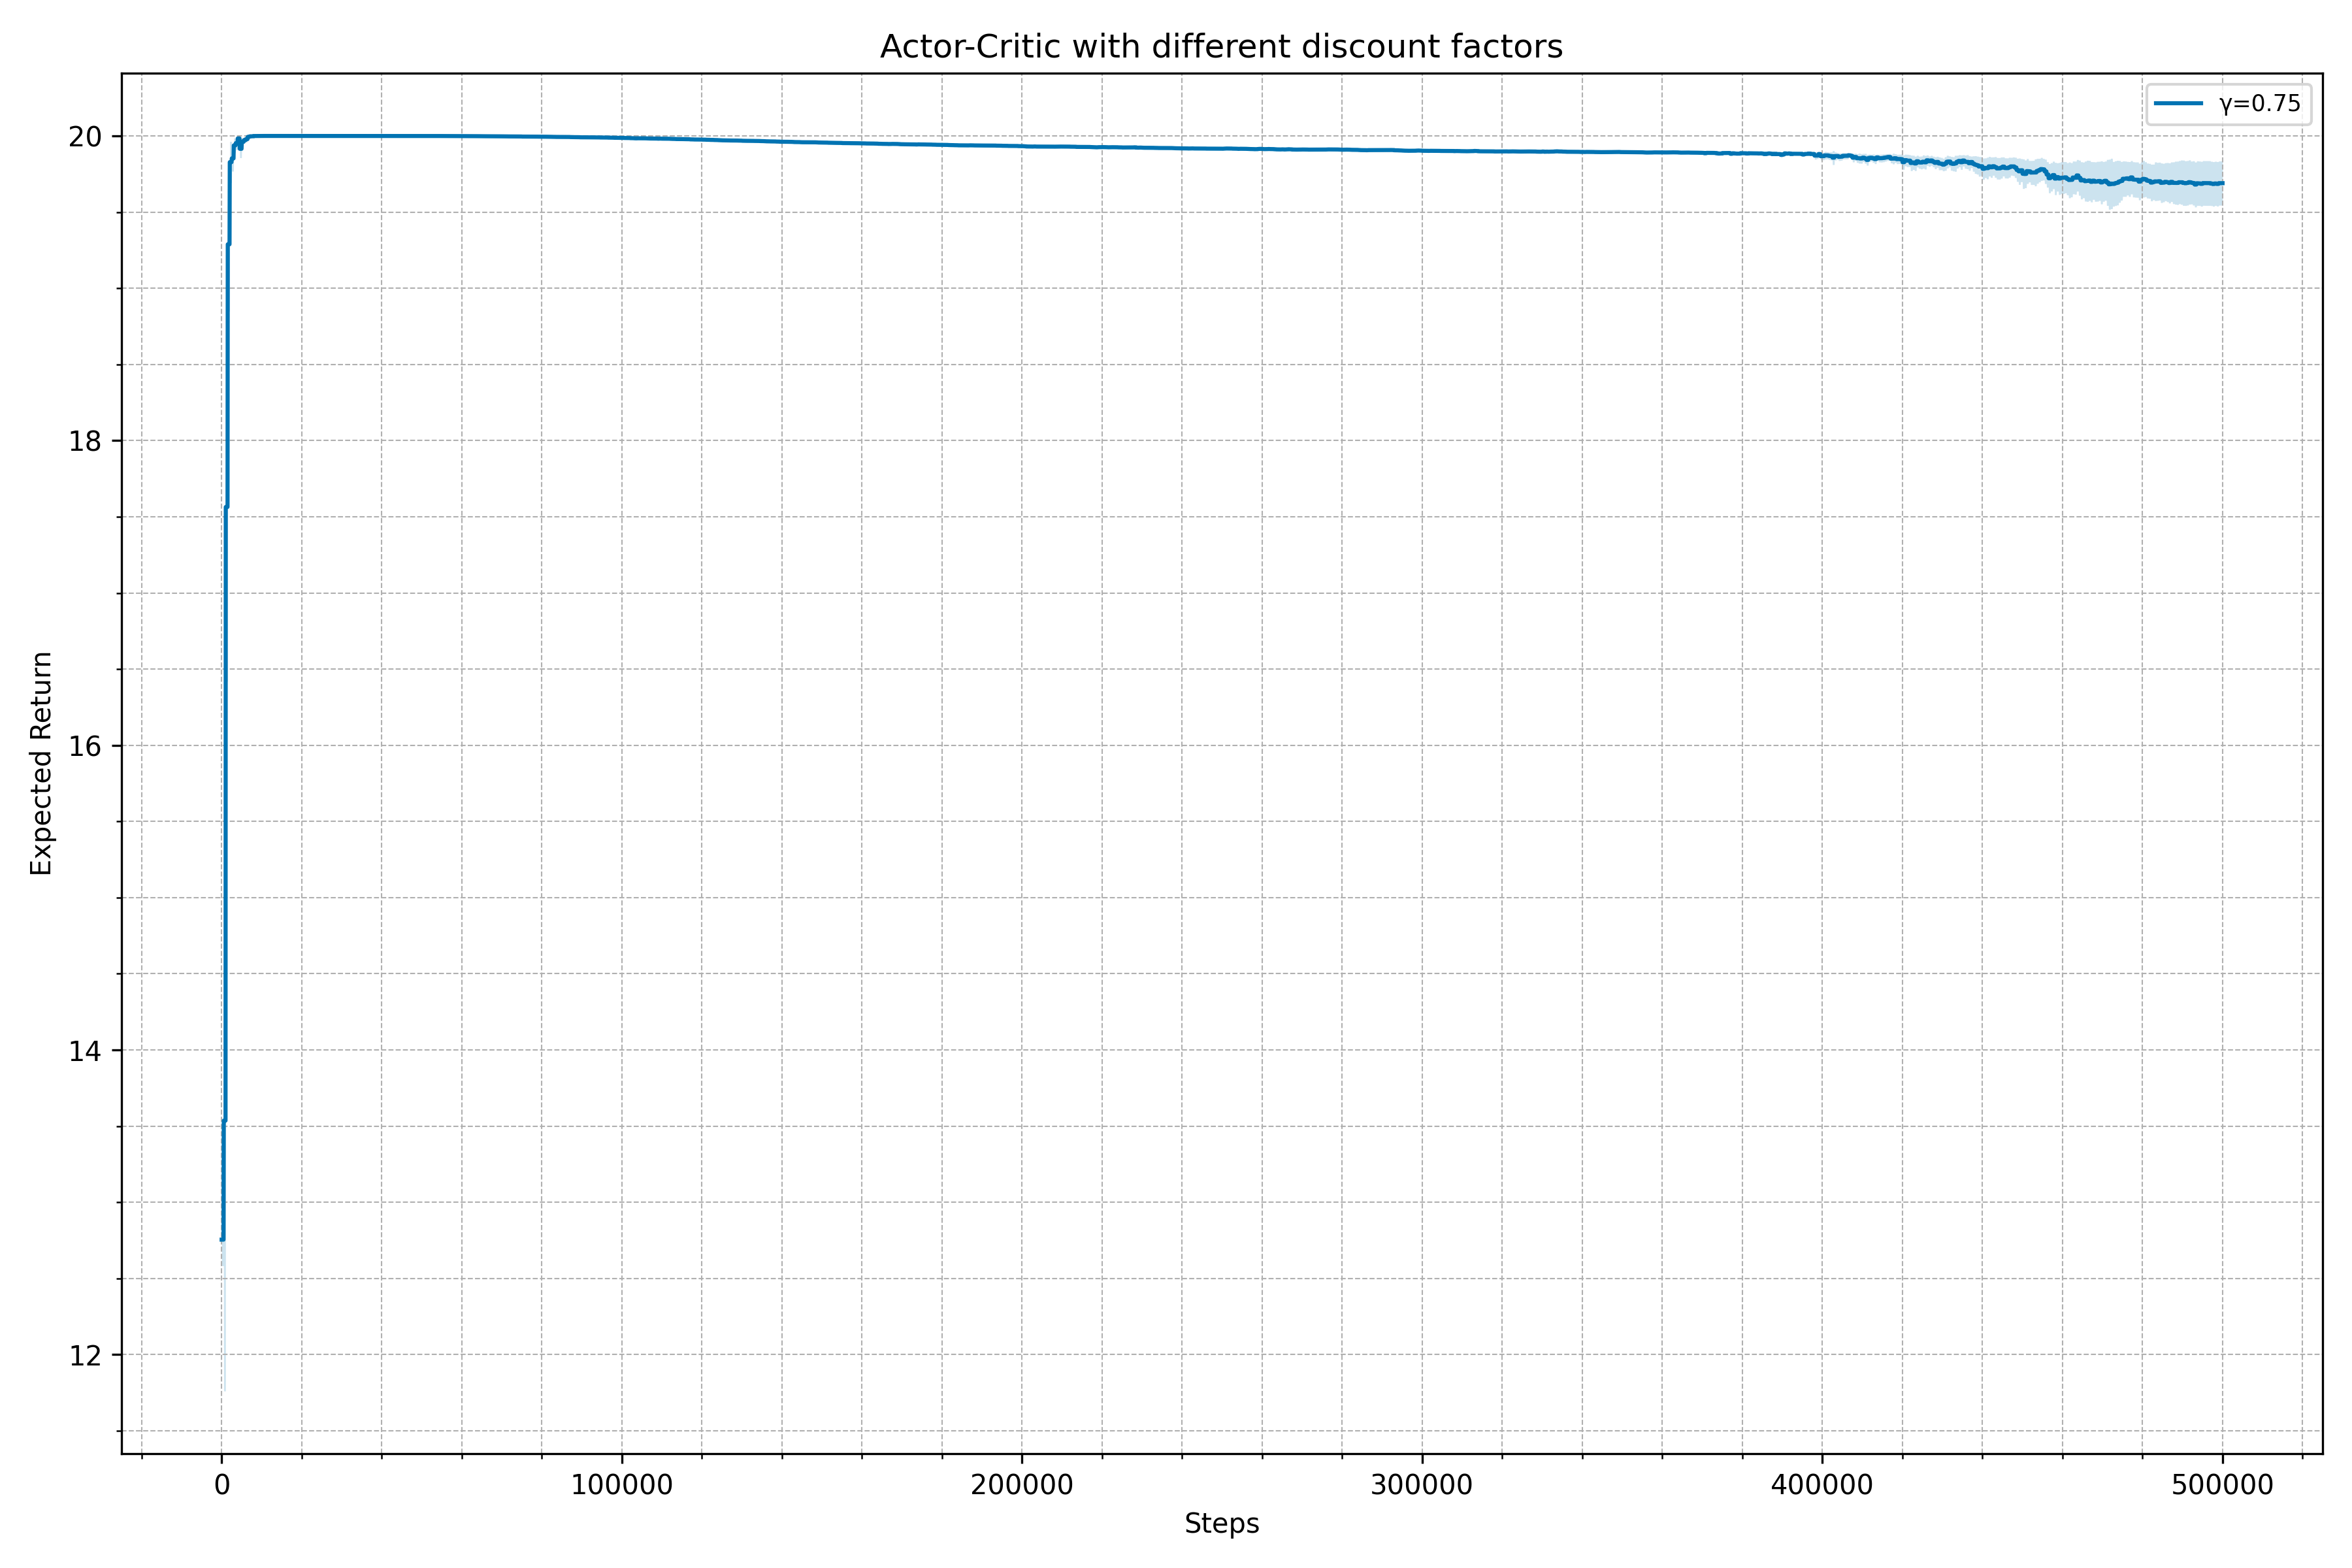 Actor-Critic with different discount factors
γ=0.75
Expected Return
20
18
16
14
12
0
100000
200000
300000
400000
500000
Steps